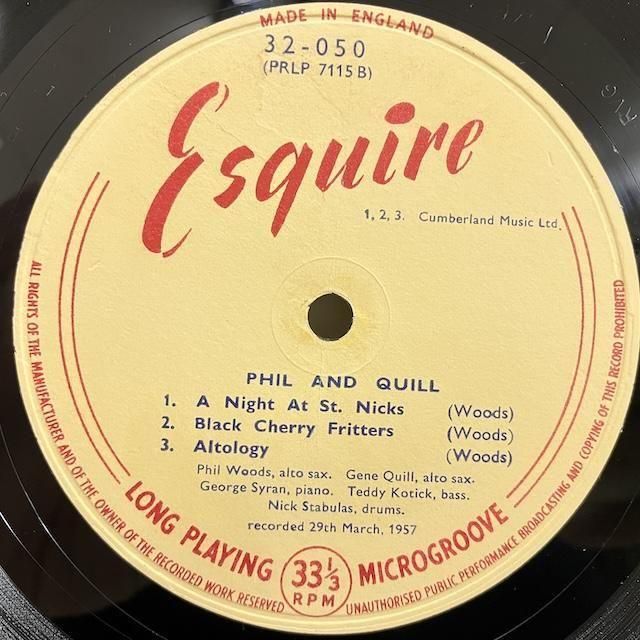 MADE IN ENGLAND
32-050
(PRLP 7115 B)
Esquire
1, 2, 3. Cumberland Music Ltd.
PHIL AND QUILL
1. A Night At St. Nicks (Woods)
2. Black Cherry Fritters (Woods)
3. Altology (Woods)
Phil Woods, alto sax. Gene Quill, alto sax.
George Syran, piano. Teddy Kotick, bass.
Nick Stabulas, drums.
recorded 29th March, 1957
LONG PLAYING 33⅓ RPM MICROGROOVE
ALL RIGHTS OF THE MANUFACTURER AND OF THE OWNER OF THE RECORDED WORK RESERVED
UNAUTHORISED PUBLIC PERFORMANCE BROADCASTING AND COPYING OF THIS RECORD PROHIBITED